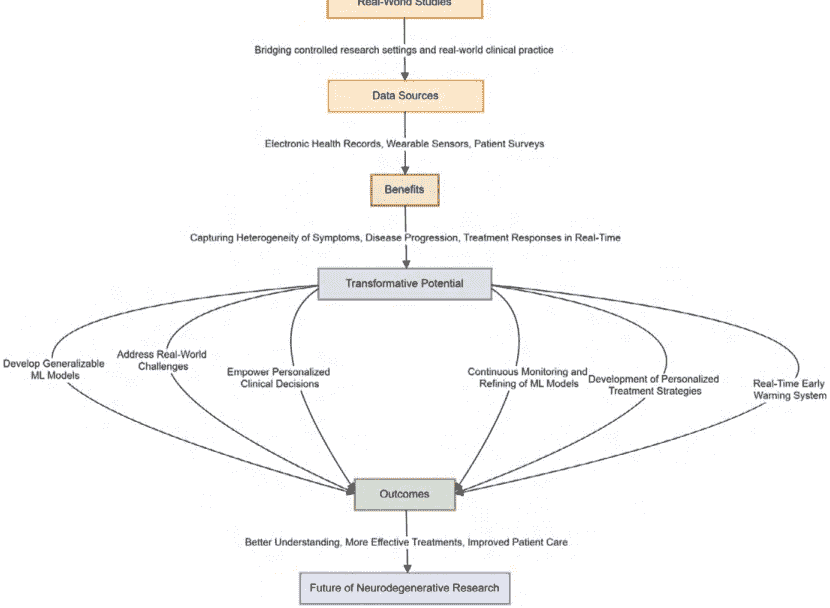 Real-World Studies
Bridging controlled research settings and real-world clinical practice
Data Sources
Electronic Health Records, Wearable Sensors, Patient Surveys
Benefits
Capturing Heterogeneity of Symptoms, Disease Progression, Treatment Responses in Real-Time
Transformative Potential
Develop Generalizable
ML Models
Address Real-World
Challenges
Empower Personalized
Clinical Decisions
Continuous Monitoring and
Refining of ML Models
Development of Personalized
Treatment Strategies
Real-Time Early
Warning System
Outcomes
Better Understanding, More Effective Treatments, Improved Patient Care
Future of Neurodegenerative Research